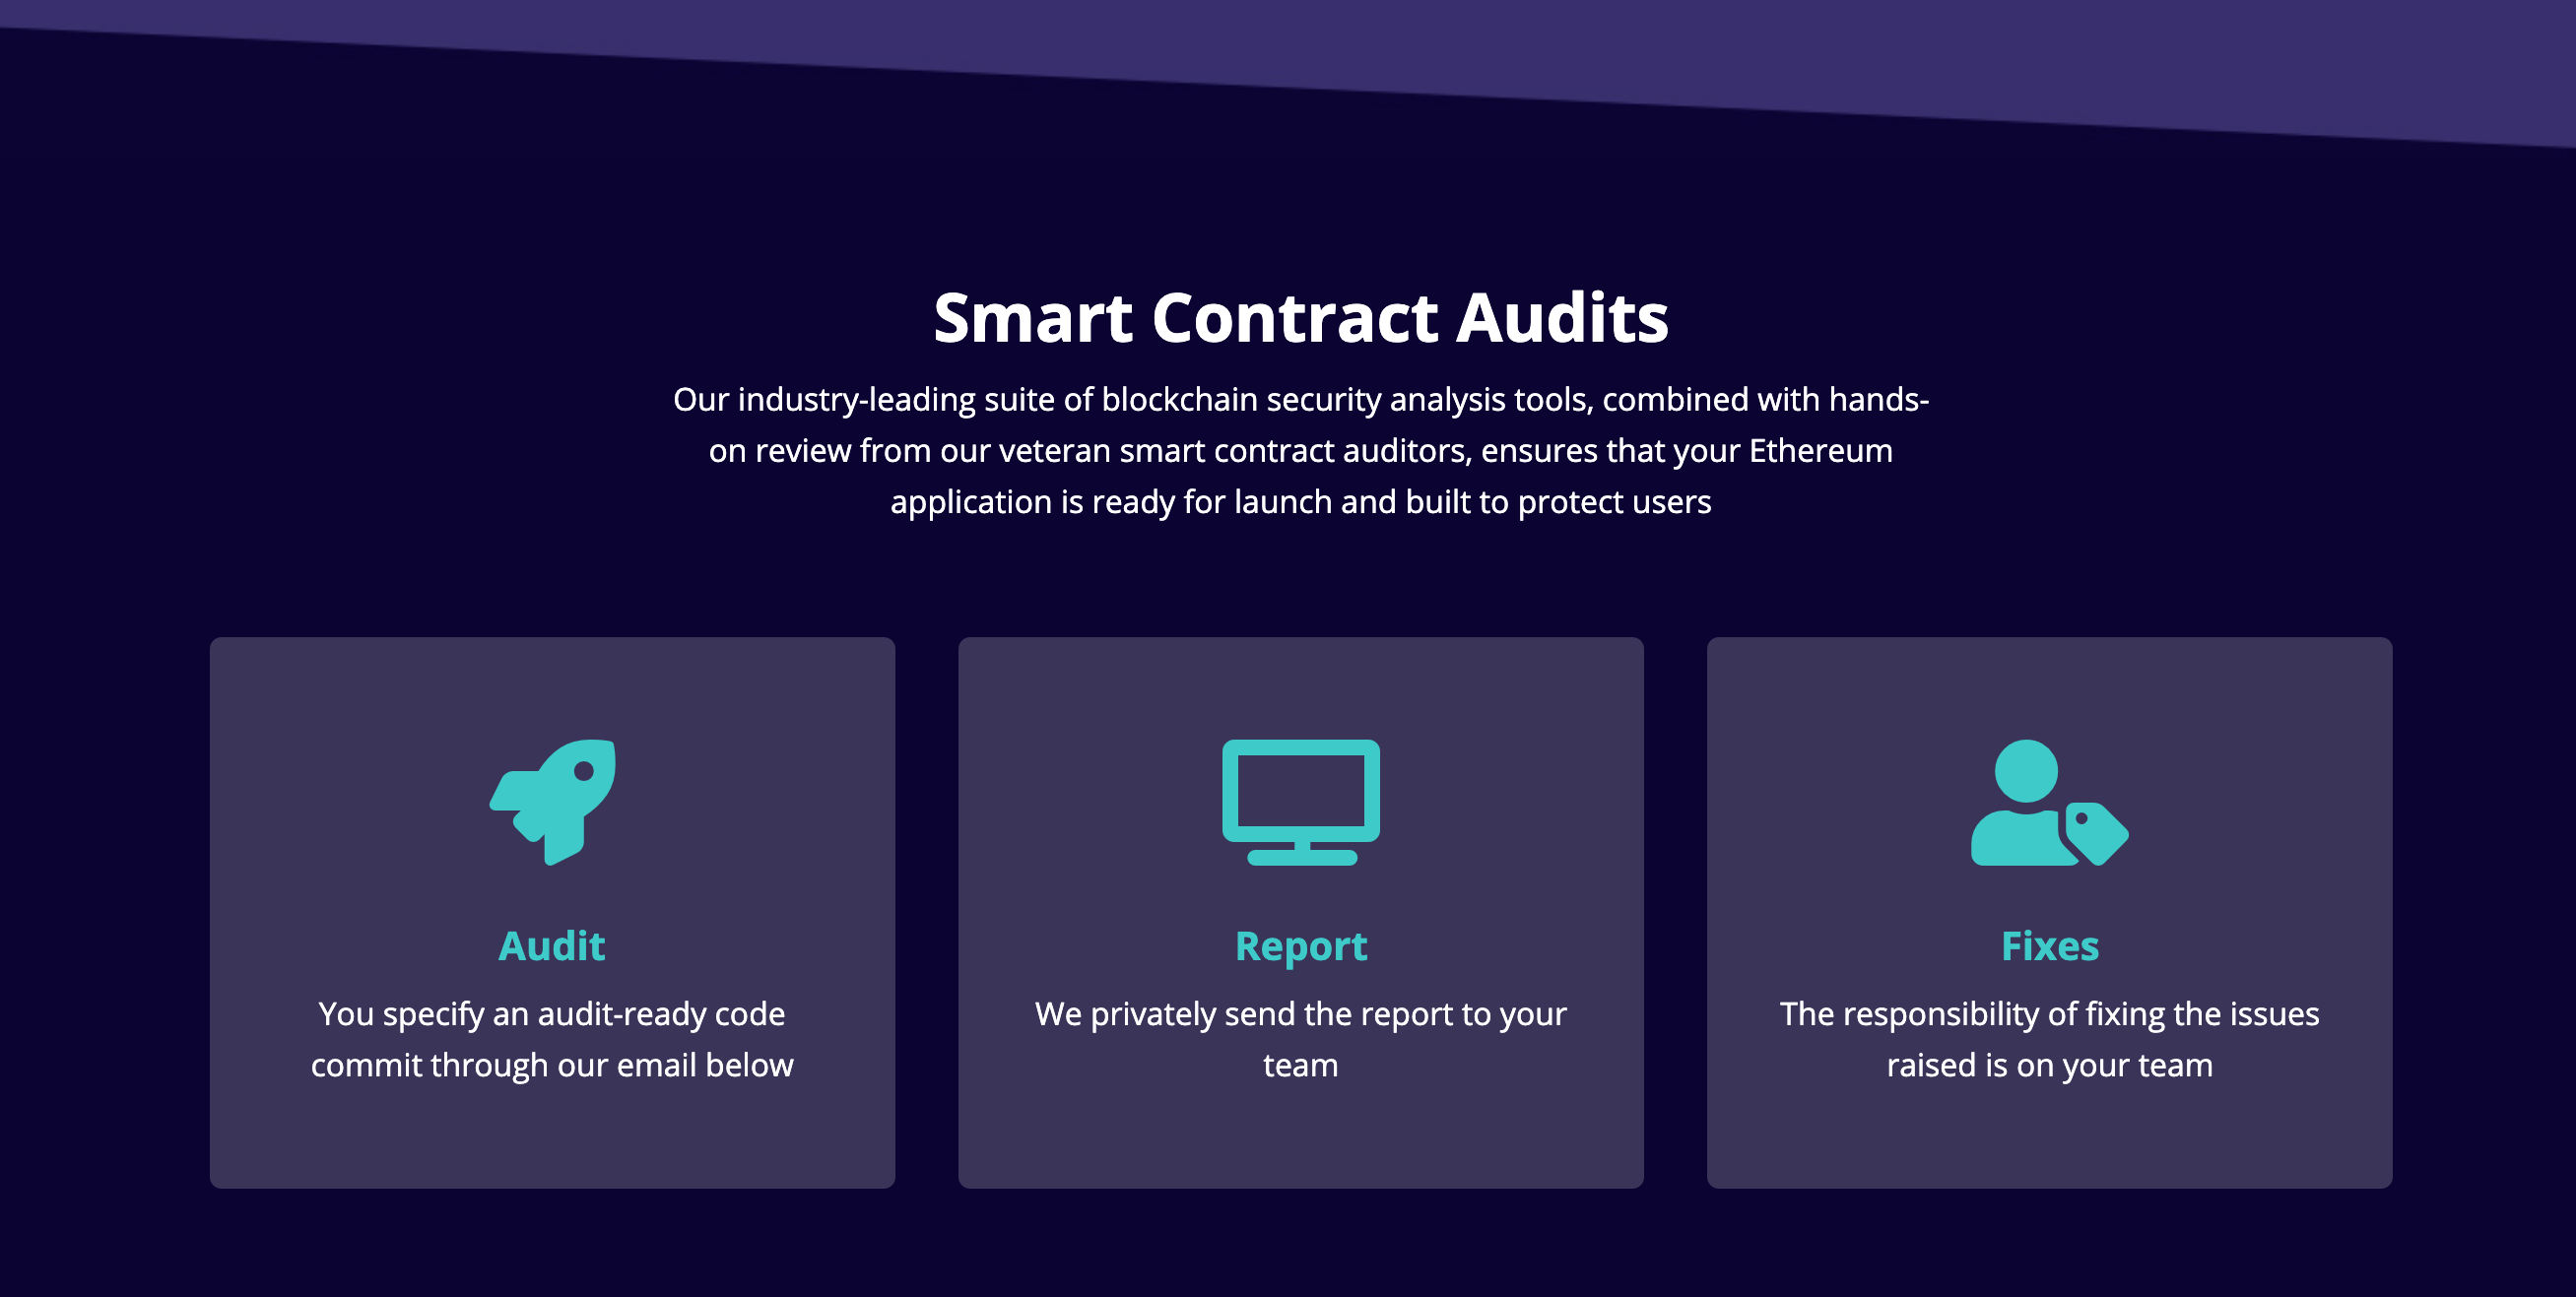 Smart Contract Audits
Our industry-leading suite of blockchain security analysis tools, combined with hands-
on review from our veteran smart contract auditors, ensures that your Ethereum
application is ready for launch and built to protect users
Audit
You specify an audit-ready code
commit through our email below
Report
We privately send the report to your
team
Fixes
The responsibility of fixing the issues
raised is on your team